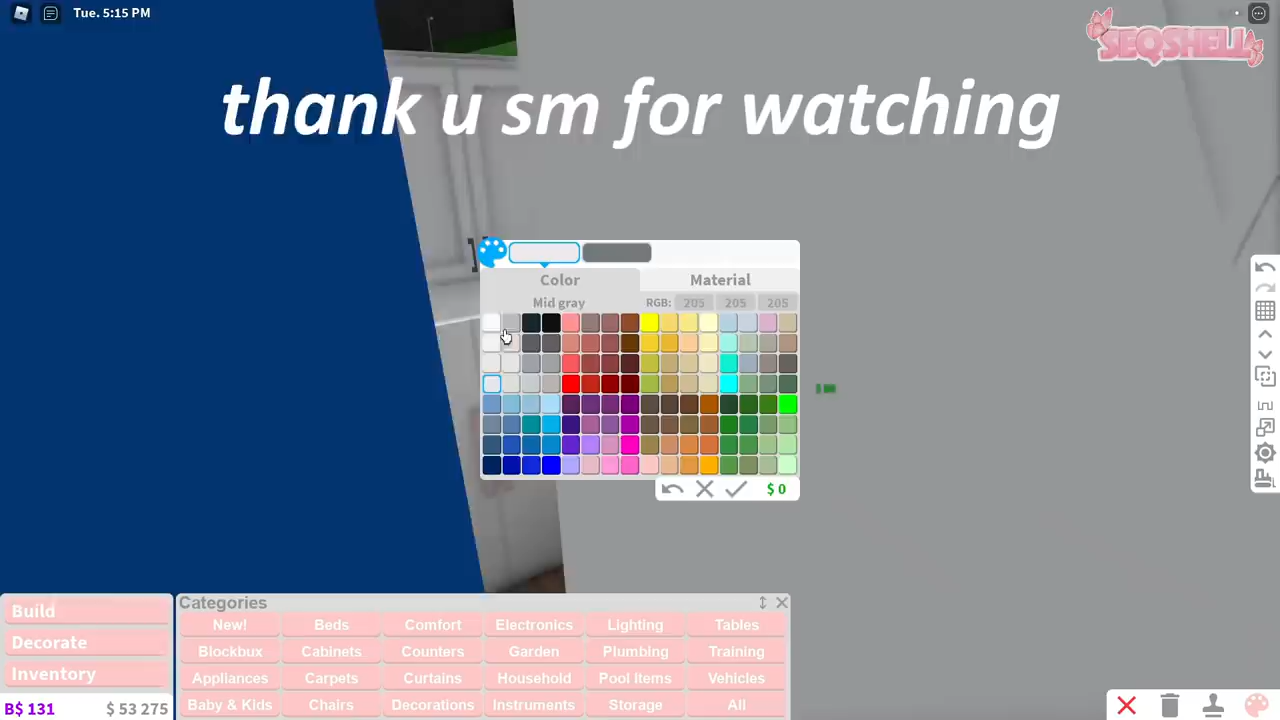 Tue. 5:15 PM
SEQSHELL
thank u sm for watching
Color
Material
Mid gray
RGB: 205 205 205
$ 0
Build
Decorate
Inventory
B$ 131
$ 53 275
Categories
New!
Beds
Comfort
Electronics
Lighting
Tables
Blockbux
Cabinets
Counters
Garden
Plumbing
Training
Appliances
Carpets
Curtains
Household
Pool Items
Vehicles
Baby & Kids
Chairs
Decorations
Instruments
Storage
All